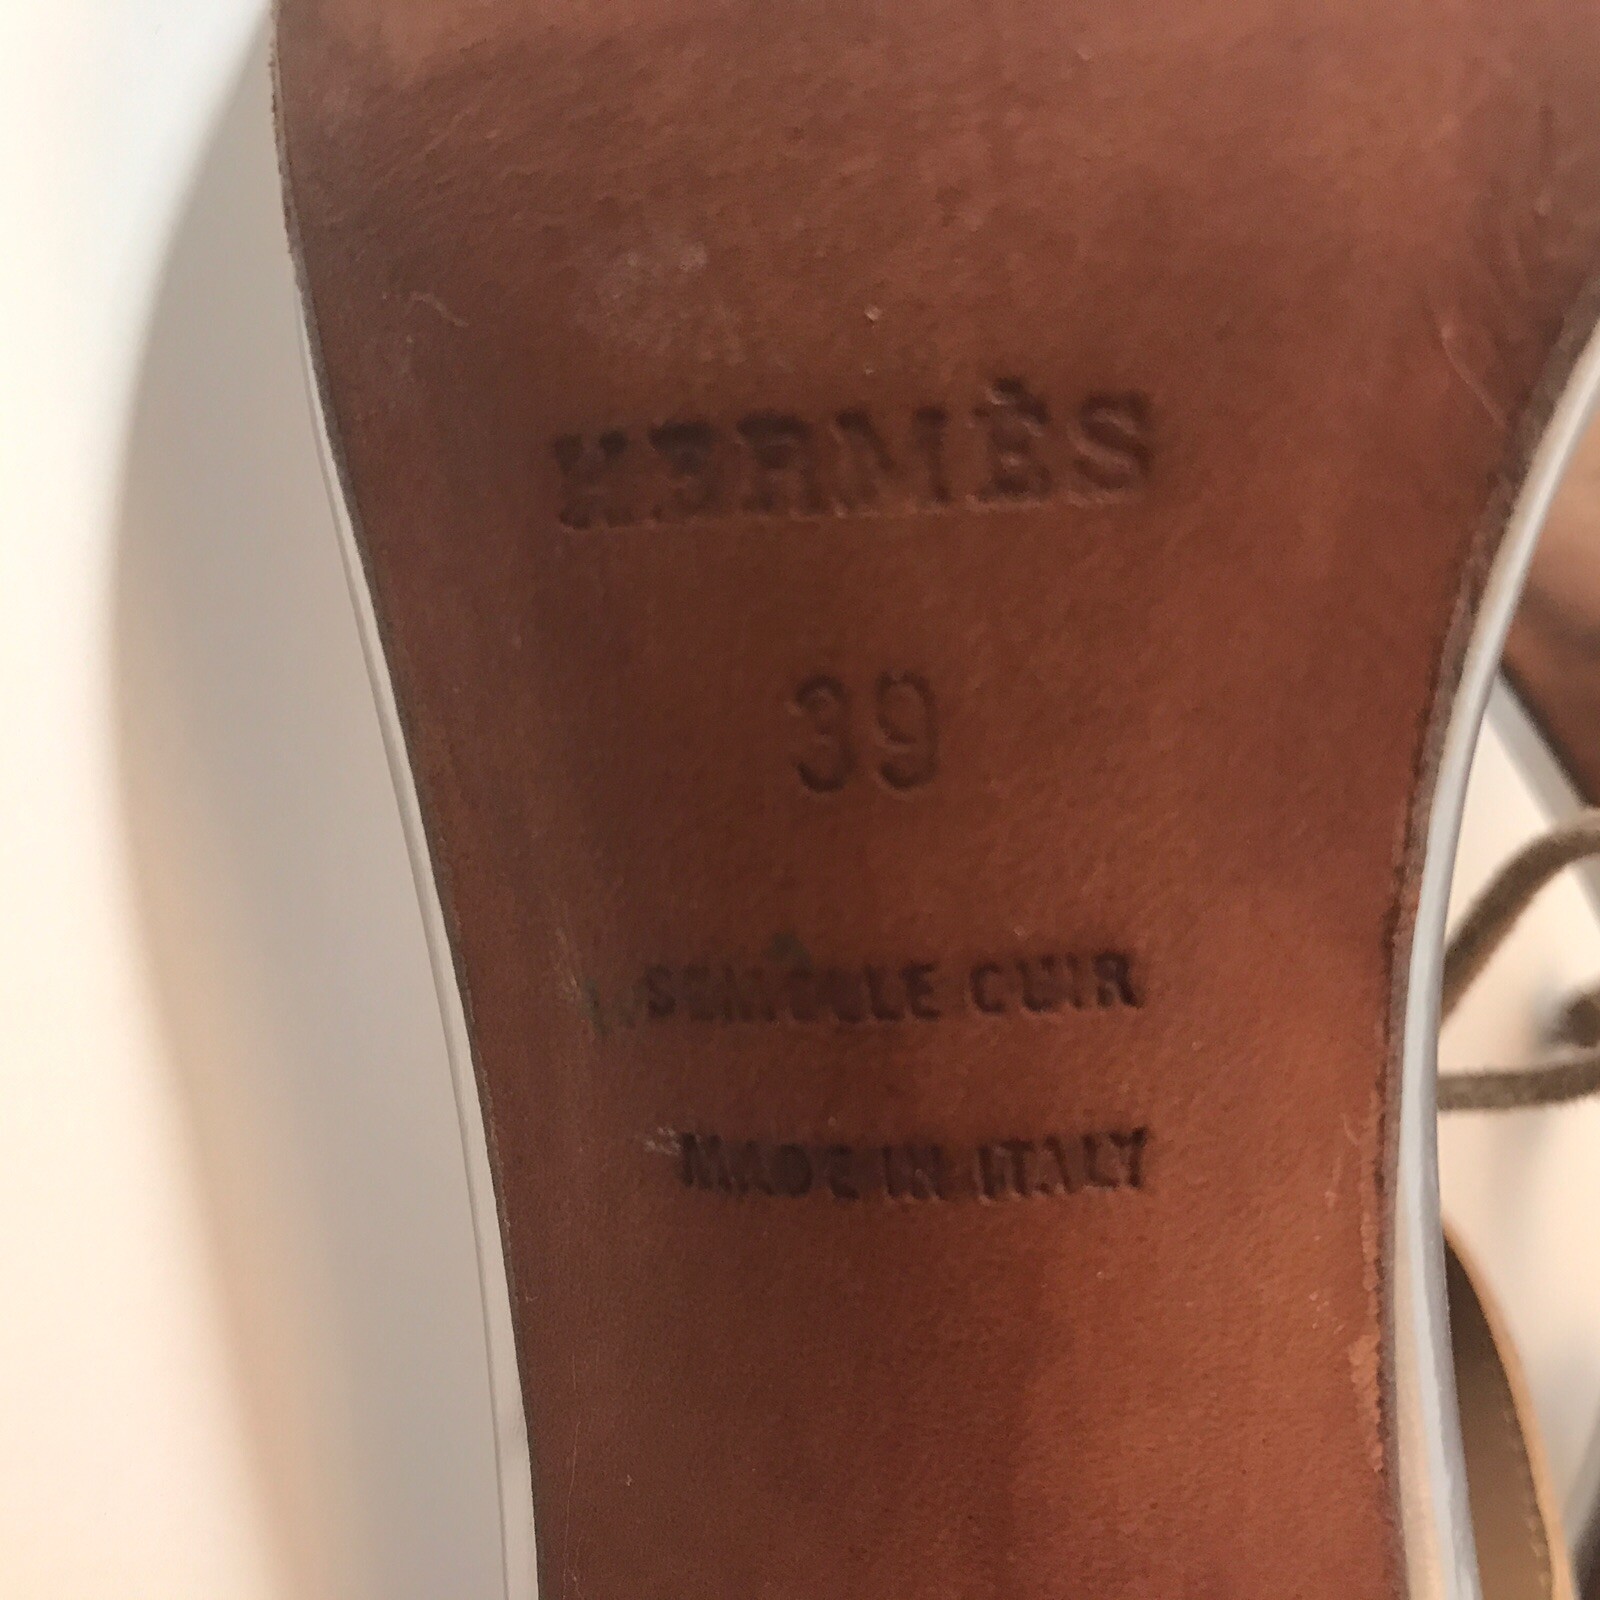 HERMÈS
39
SEMELLE CUIR
MADE IN ITALY